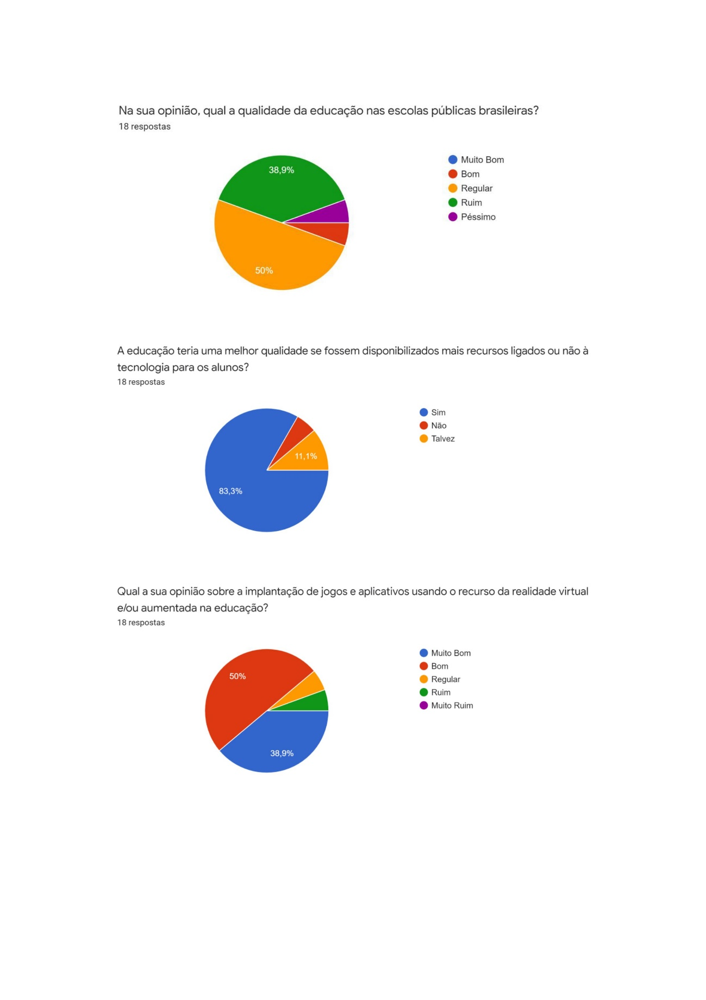 Na sua opinião, qual a qualidade da educação nas escolas públicas brasileiras?
18 respostas
38,9%
50%
Muito Bom
Bom
Regular
Ruim
Péssimo
A educação teria uma melhor qualidade se fossem disponibilizados mais recursos ligados ou não à
tecnologia para os alunos?
18 respostas
11,1%
83,3%
Sim
Não
Talvez
Qual a sua opinião sobre a implantação de jogos e aplicativos usando o recurso da realidade virtual
e/ou aumentada na educação?
18 respostas
50%
38,9%
Muito Bom
Bom
Regular
Ruim
Muito Ruim